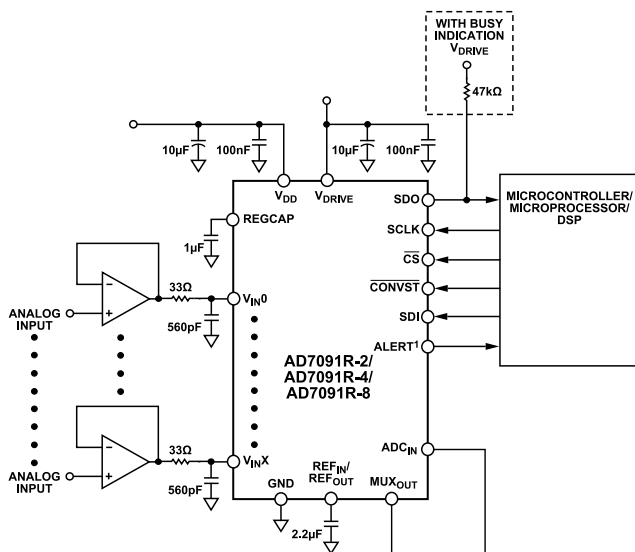 WITH BUSY
INDICATION
VDRIVE
47kΩ
10µF
100nF
10µF
100nF
VDD
VDRIVE
REGCAP
1µF
SDO
SCLK
CS
CONVST
SDI
ALERT1
MICROCONTROLLER/
MICROPROCESSOR/
DSP
33Ω
560pF
VIN0
ANALOG
INPUT
AD7091R-2/
AD7091R-4/
AD7091R-8
33Ω
560pF
VINX
ANALOG
INPUT
ADCIN
GND
REFIN/
REFOUT
MUXOUT
2.2µF
−
+
−
+